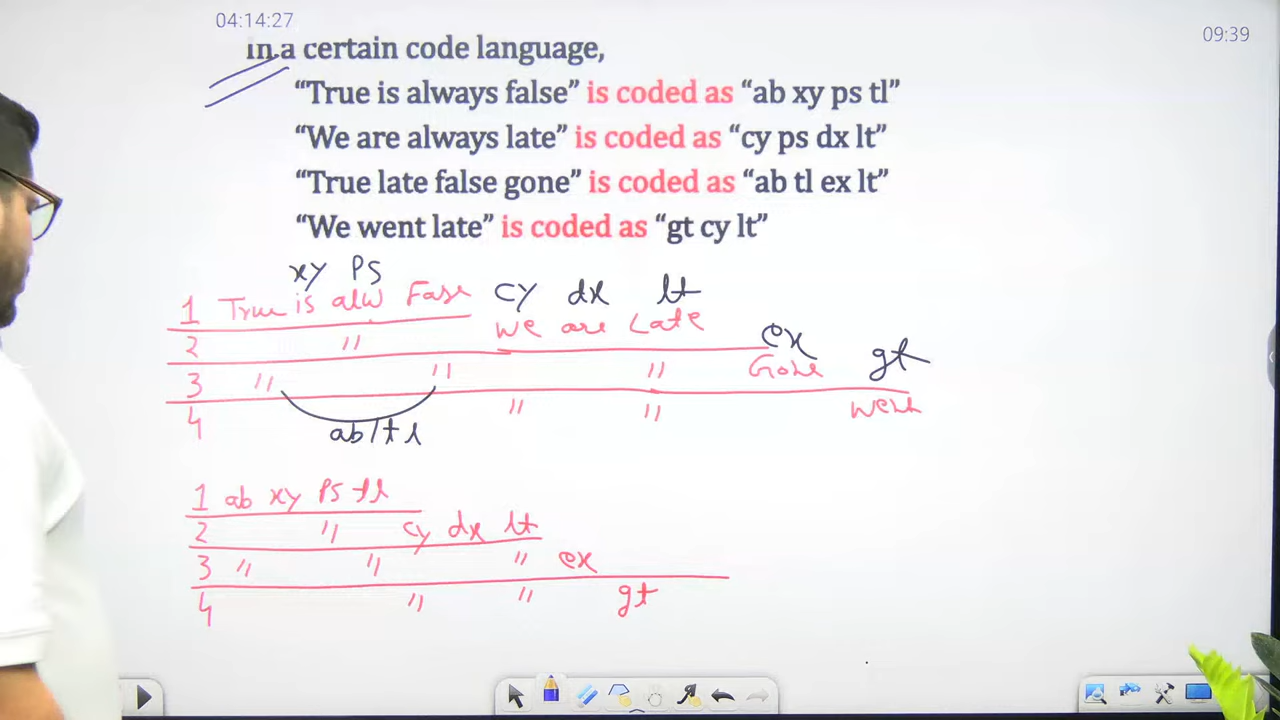 04:14:27
09:39
in a certain code language,
“True is always false” is coded as “ab xy ps tl”
“We are always late” is coded as “cy ps dx lt”
“True late false gone” is coded as “ab tl ex lt”
“We went late” is coded as “gt cy lt”
xy PS
1 True is alw Fase cy dx lt
2 " we are Late ex
3 " " " Gone gt
4 " " went
ab/tl
1 ab xy PS tl
2 " cy dx lt
3 " " " ex
4 " " gt